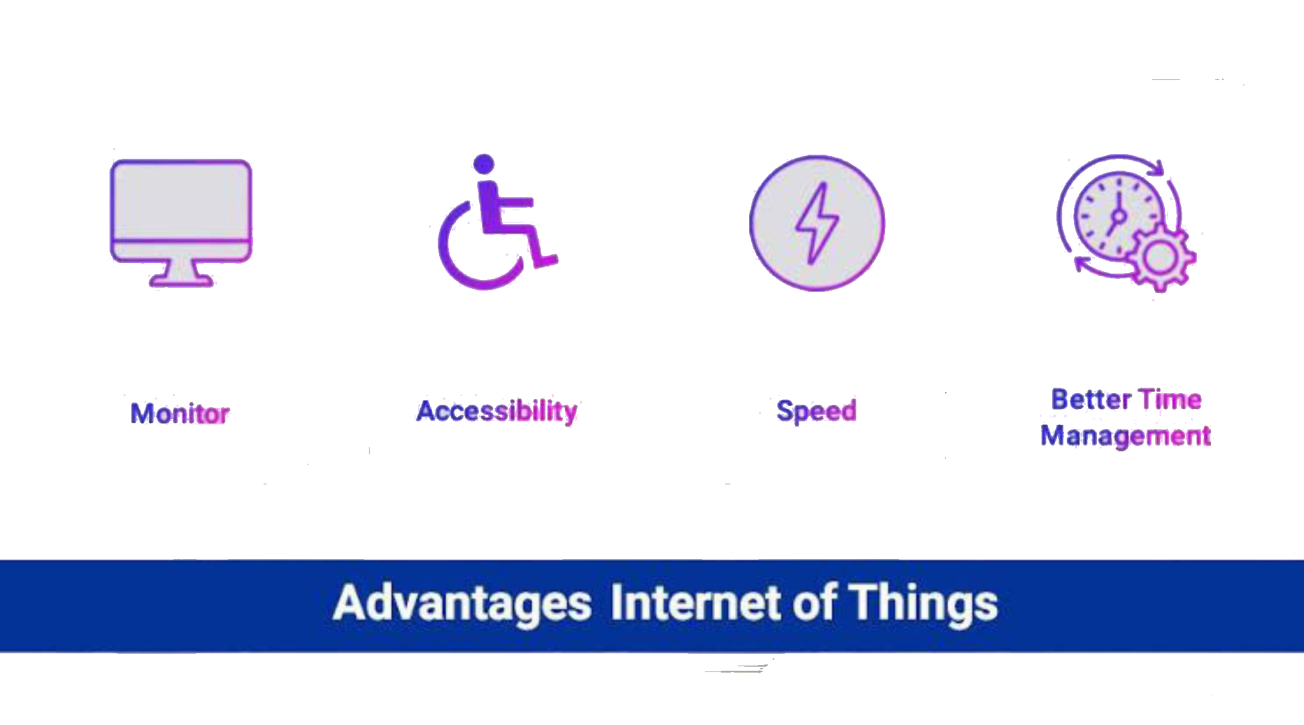 Monitor
Accessibility
Speed
Better Time
Management
Advantages Internet of Things